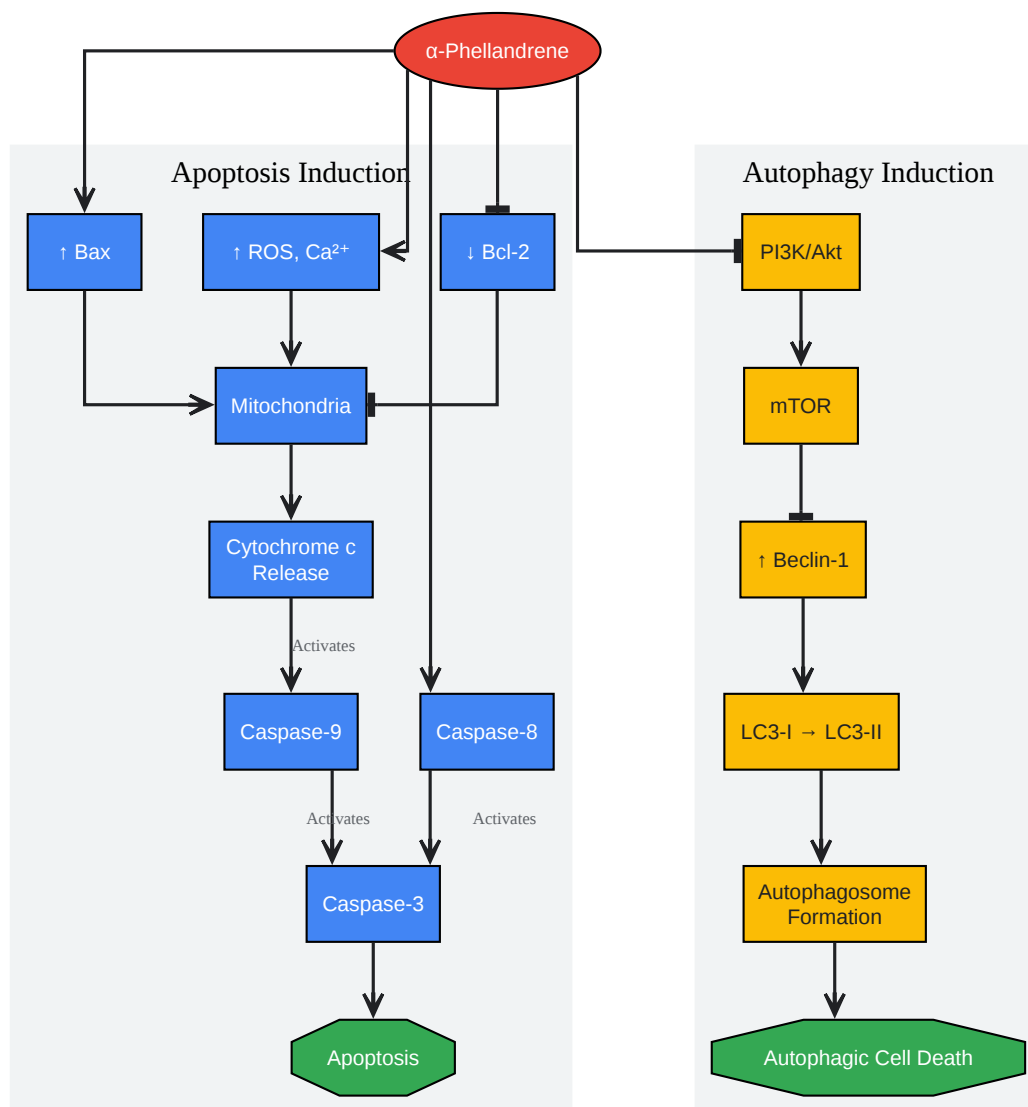 α-Phellandrene
Apoptosis Induction
Autophagy Induction
↑ Bax
↑ ROS, Ca²⁺
↓ Bcl-2
PI3K/Akt
Mitochondria
mTOR
Cytochrome c
Release
↑ Beclin-1
Activates
Caspase-9
Caspase-8
LC3-I → LC3-II
Activates
Activates
Caspase-3
Autophagosome
Formation
Apoptosis
Autophagic Cell Death